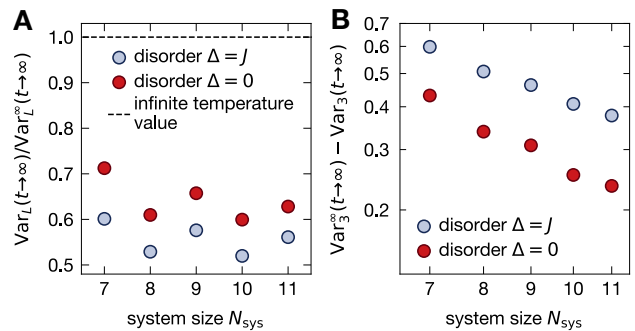 A
1.0
0.9
0.8
0.7
0.6
0.5
7
8
9
10
11
Var_L(t→∞)/Var_L^∞(t→∞)
system size N_sys
disorder Δ = J
disorder Δ = 0
infinite temperature
value
B
0.7
0.6
0.5
0.4
0.3
0.2
7
8
9
10
11
Var_3^∞(t→∞) − Var_3(t→∞)
system size N_sys
disorder Δ = J
disorder Δ = 0